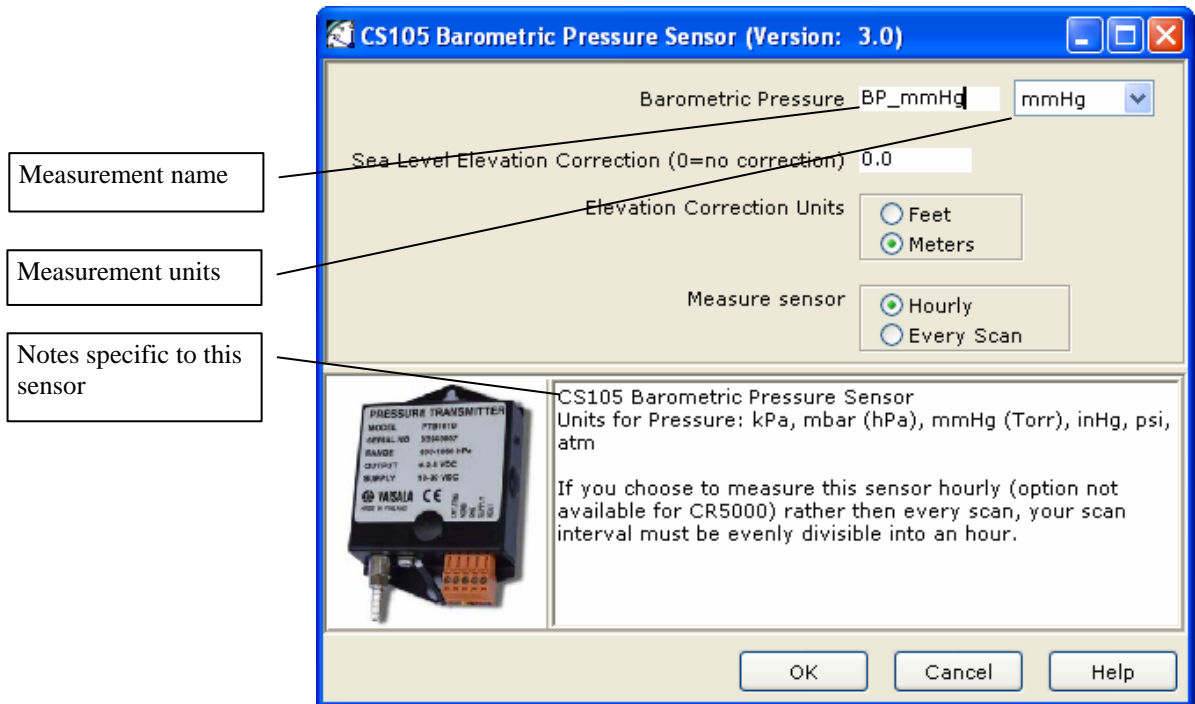 CS105 Barometric Pressure Sensor (Version: 3.0)
Barometric Pressure BP_mmHg mmHg
Sea Level Elevation Correction (0=no correction) 0.0
Elevation Correction Units
Feet
Meters
Measure sensor
Hourly
Every Scan
Measurement name
Measurement units
Notes specific to this
sensor
PRESSURE TRANSMITTER
MODEL
SERIAL NO
RANGE
OUTPUT
SUPPLY
VAISALA CE
CS105 Barometric Pressure Sensor
Units for Pressure: kPa, mbar (hPa), mmHg (Torr), inHg, psi,
atm
If you choose to measure this sensor hourly (option not
available for CR5000) rather then every scan, your scan
interval must be evenly divisible into an hour.
OK Cancel Help